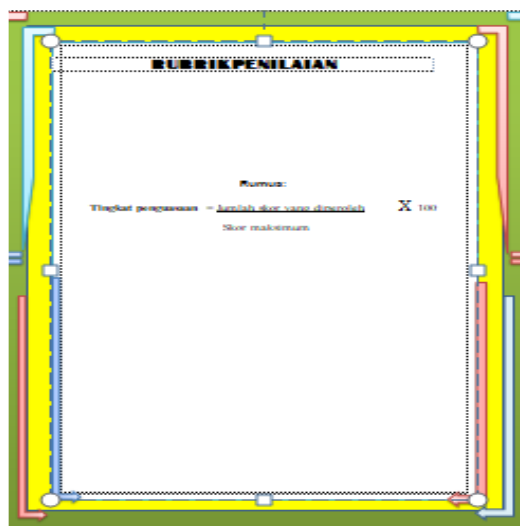 RUBRIKPENILAIAN
Rumus:
Tingkat penguasaan = Jumlah skor yang diperoleh X 100
Skor maksimum